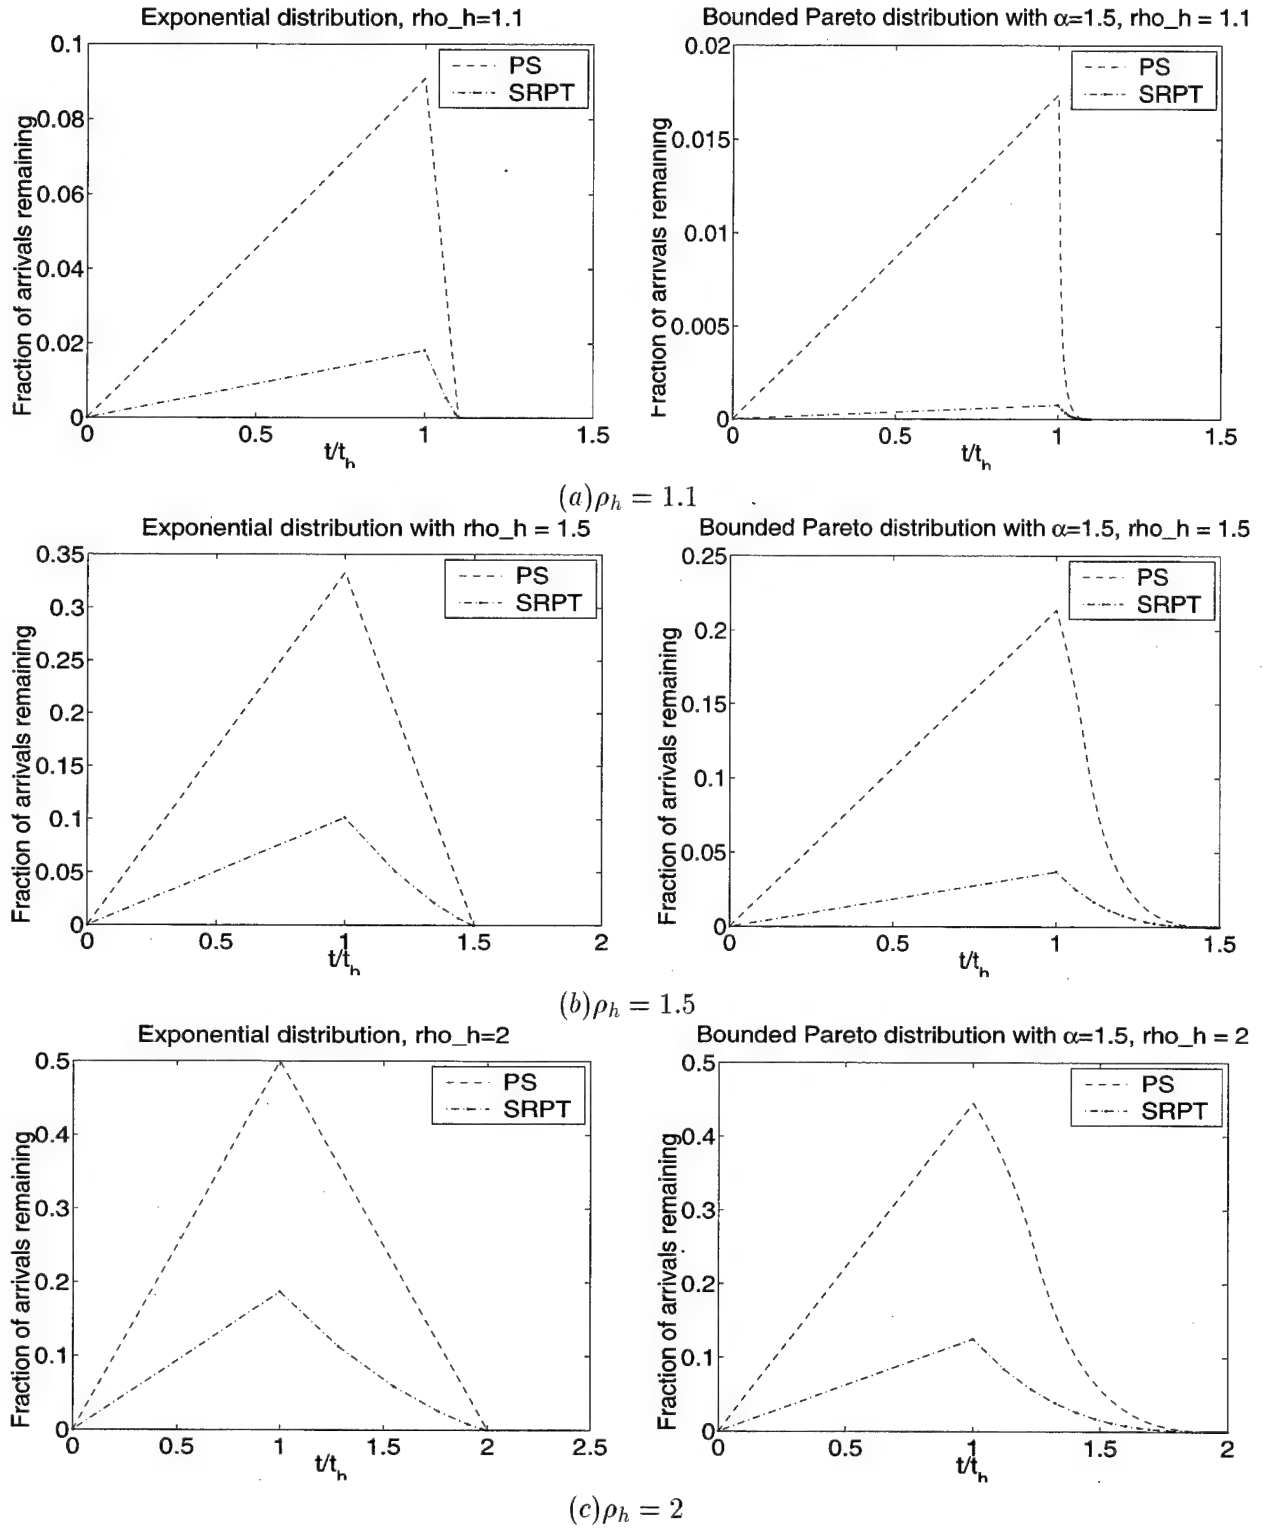 Exponential distribution, rho_h=1.1
Fraction of arrivals remaining
0.1
0.08
0.06
0.04
0.02
0
PS
SRPT
0 0.5 1 1.5
t/t_h
Bounded Pareto distribution with α=1.5, rho_h = 1.1
Fraction of arrivals remaining
0.02
0.015
0.01
0.005
0
PS
SRPT
0 0.5 1 1.5
t/t_h
(a)ρ_h = 1.1
Exponential distribution with rho_h = 1.5
Fraction of arrivals remaining
0.35
0.3
0.25
0.2
0.15
0.1
0.05
0
PS
SRPT
0 0.5 1 1.5 2
t/t_h
Bounded Pareto distribution with α=1.5, rho_h = 1.5
Fraction of arrivals remaining
0.25
0.2
0.15
0.1
0.05
0
PS
SRPT
0 0.5 1 1.5
t/t_h
(b)ρ_h = 1.5
Exponential distribution, rho_h=2
Fraction of arrivals remaining
0.5
0.4
0.3
0.2
0.1
0
PS
SRPT
0 0.5 1 1.5 2 2.5
t/t_h
Bounded Pareto distribution with α=1.5, rho_h = 2
Fraction of arrivals remaining
0.5
0.4
0.3
0.2
0.1
0
PS
SRPT
0 0.5 1 1.5 2
t/t_h
(c)ρ_h = 2